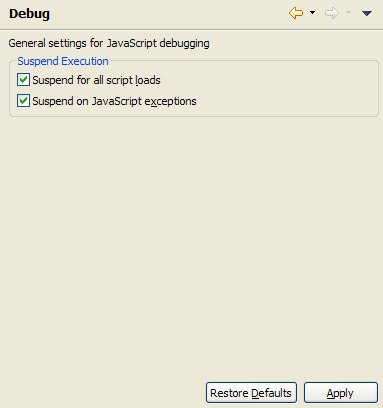 Debug
General settings for JavaScript debugging
Suspend Execution
Suspend for all script loads
Suspend on JavaScript exceptions
Restore Defaults
Apply